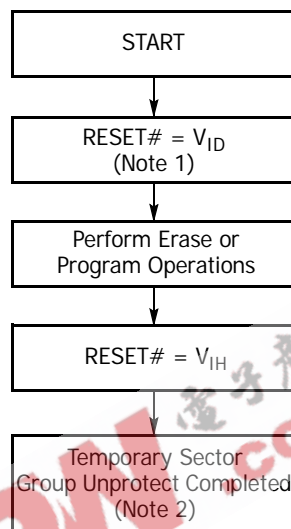 START
RESET# = VID
(Note 1)
Perform Erase or
Program Operations
RESET# = VIH
Temporary Sector
Group Unprotect Completed
(Note 2)